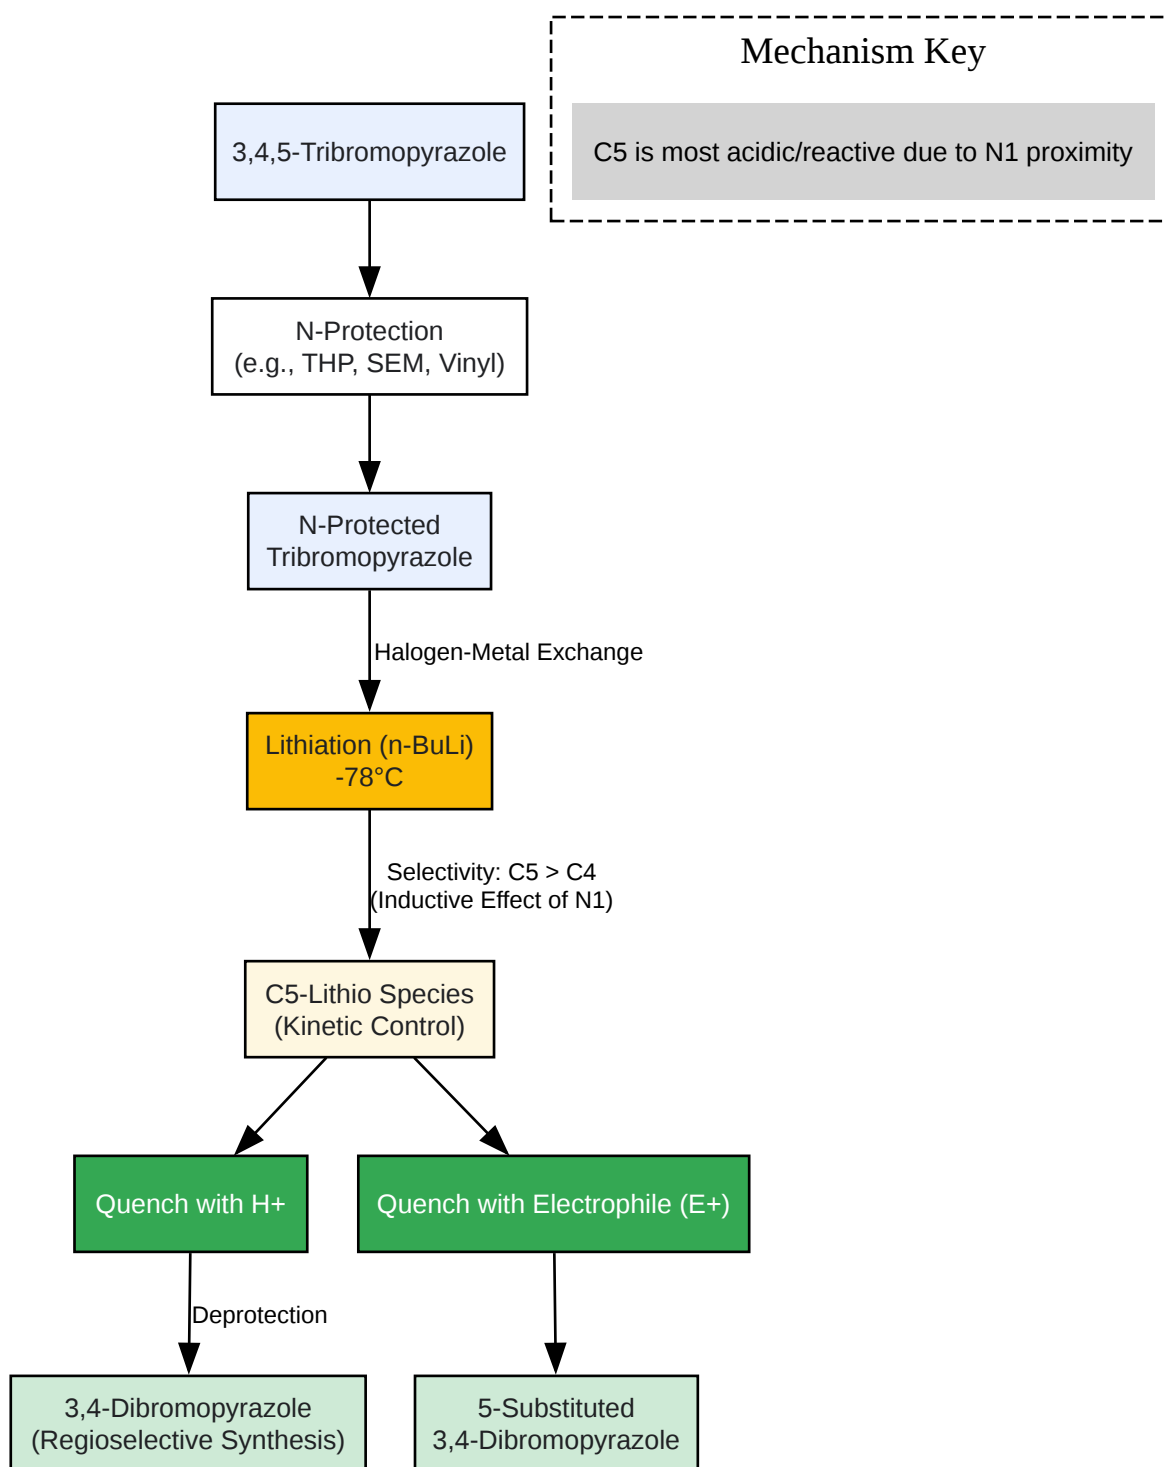 Mechanism Key
C5 is most acidic/reactive due to N1 proximity
3,4,5-Tribromopyrazole
N-Protection
(e.g., THP, SEM, Vinyl)
N-Protected
Tribromopyrazole
Halogen-Metal Exchange
Lithiation (n-BuLi)
-78°C
Selectivity: C5 > C4
(Inductive Effect of N1)
C5-Lithio Species
(Kinetic Control)
Quench with H+
Quench with Electrophile (E+)
Deprotection
3,4-Dibromopyrazole
(Regioselective Synthesis)
5-Substituted
3,4-Dibromopyrazole